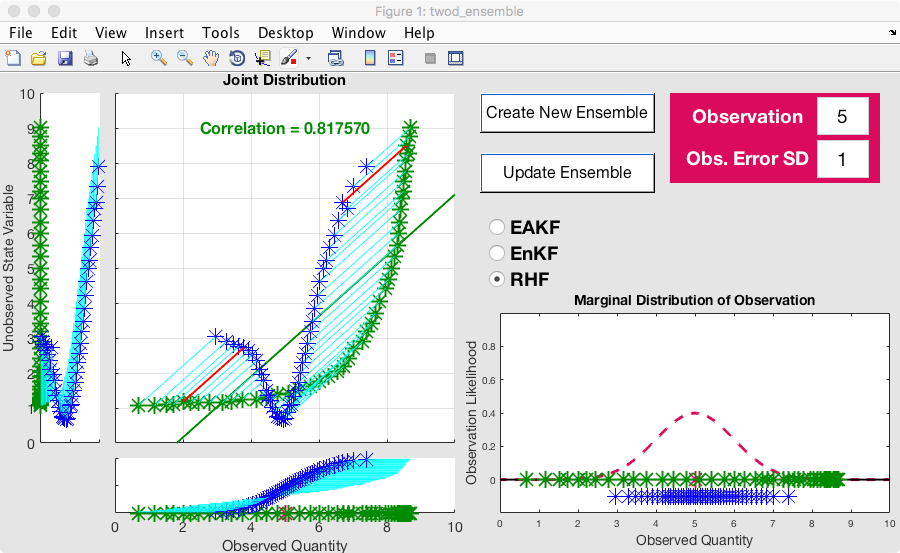 Figure 1: twod_ensemble
File Edit View Insert Tools Desktop Window Help
Joint Distribution
Correlation = 0.817570
Unobserved State Variable
10
9
8
7
6
5
4
3
2
1
0
0 2 4 6 8 10
Observed Quantity
Create New Ensemble
Update Ensemble
Observation 5
Obs. Error SD 1
EAKF
EnKF
RHF
Marginal Distribution of Observation
Observation Likelihood
0.8
0.6
0.4
0.2
0
0 1 2 3 4 5 6 7 8 9 10
Observed Quantity